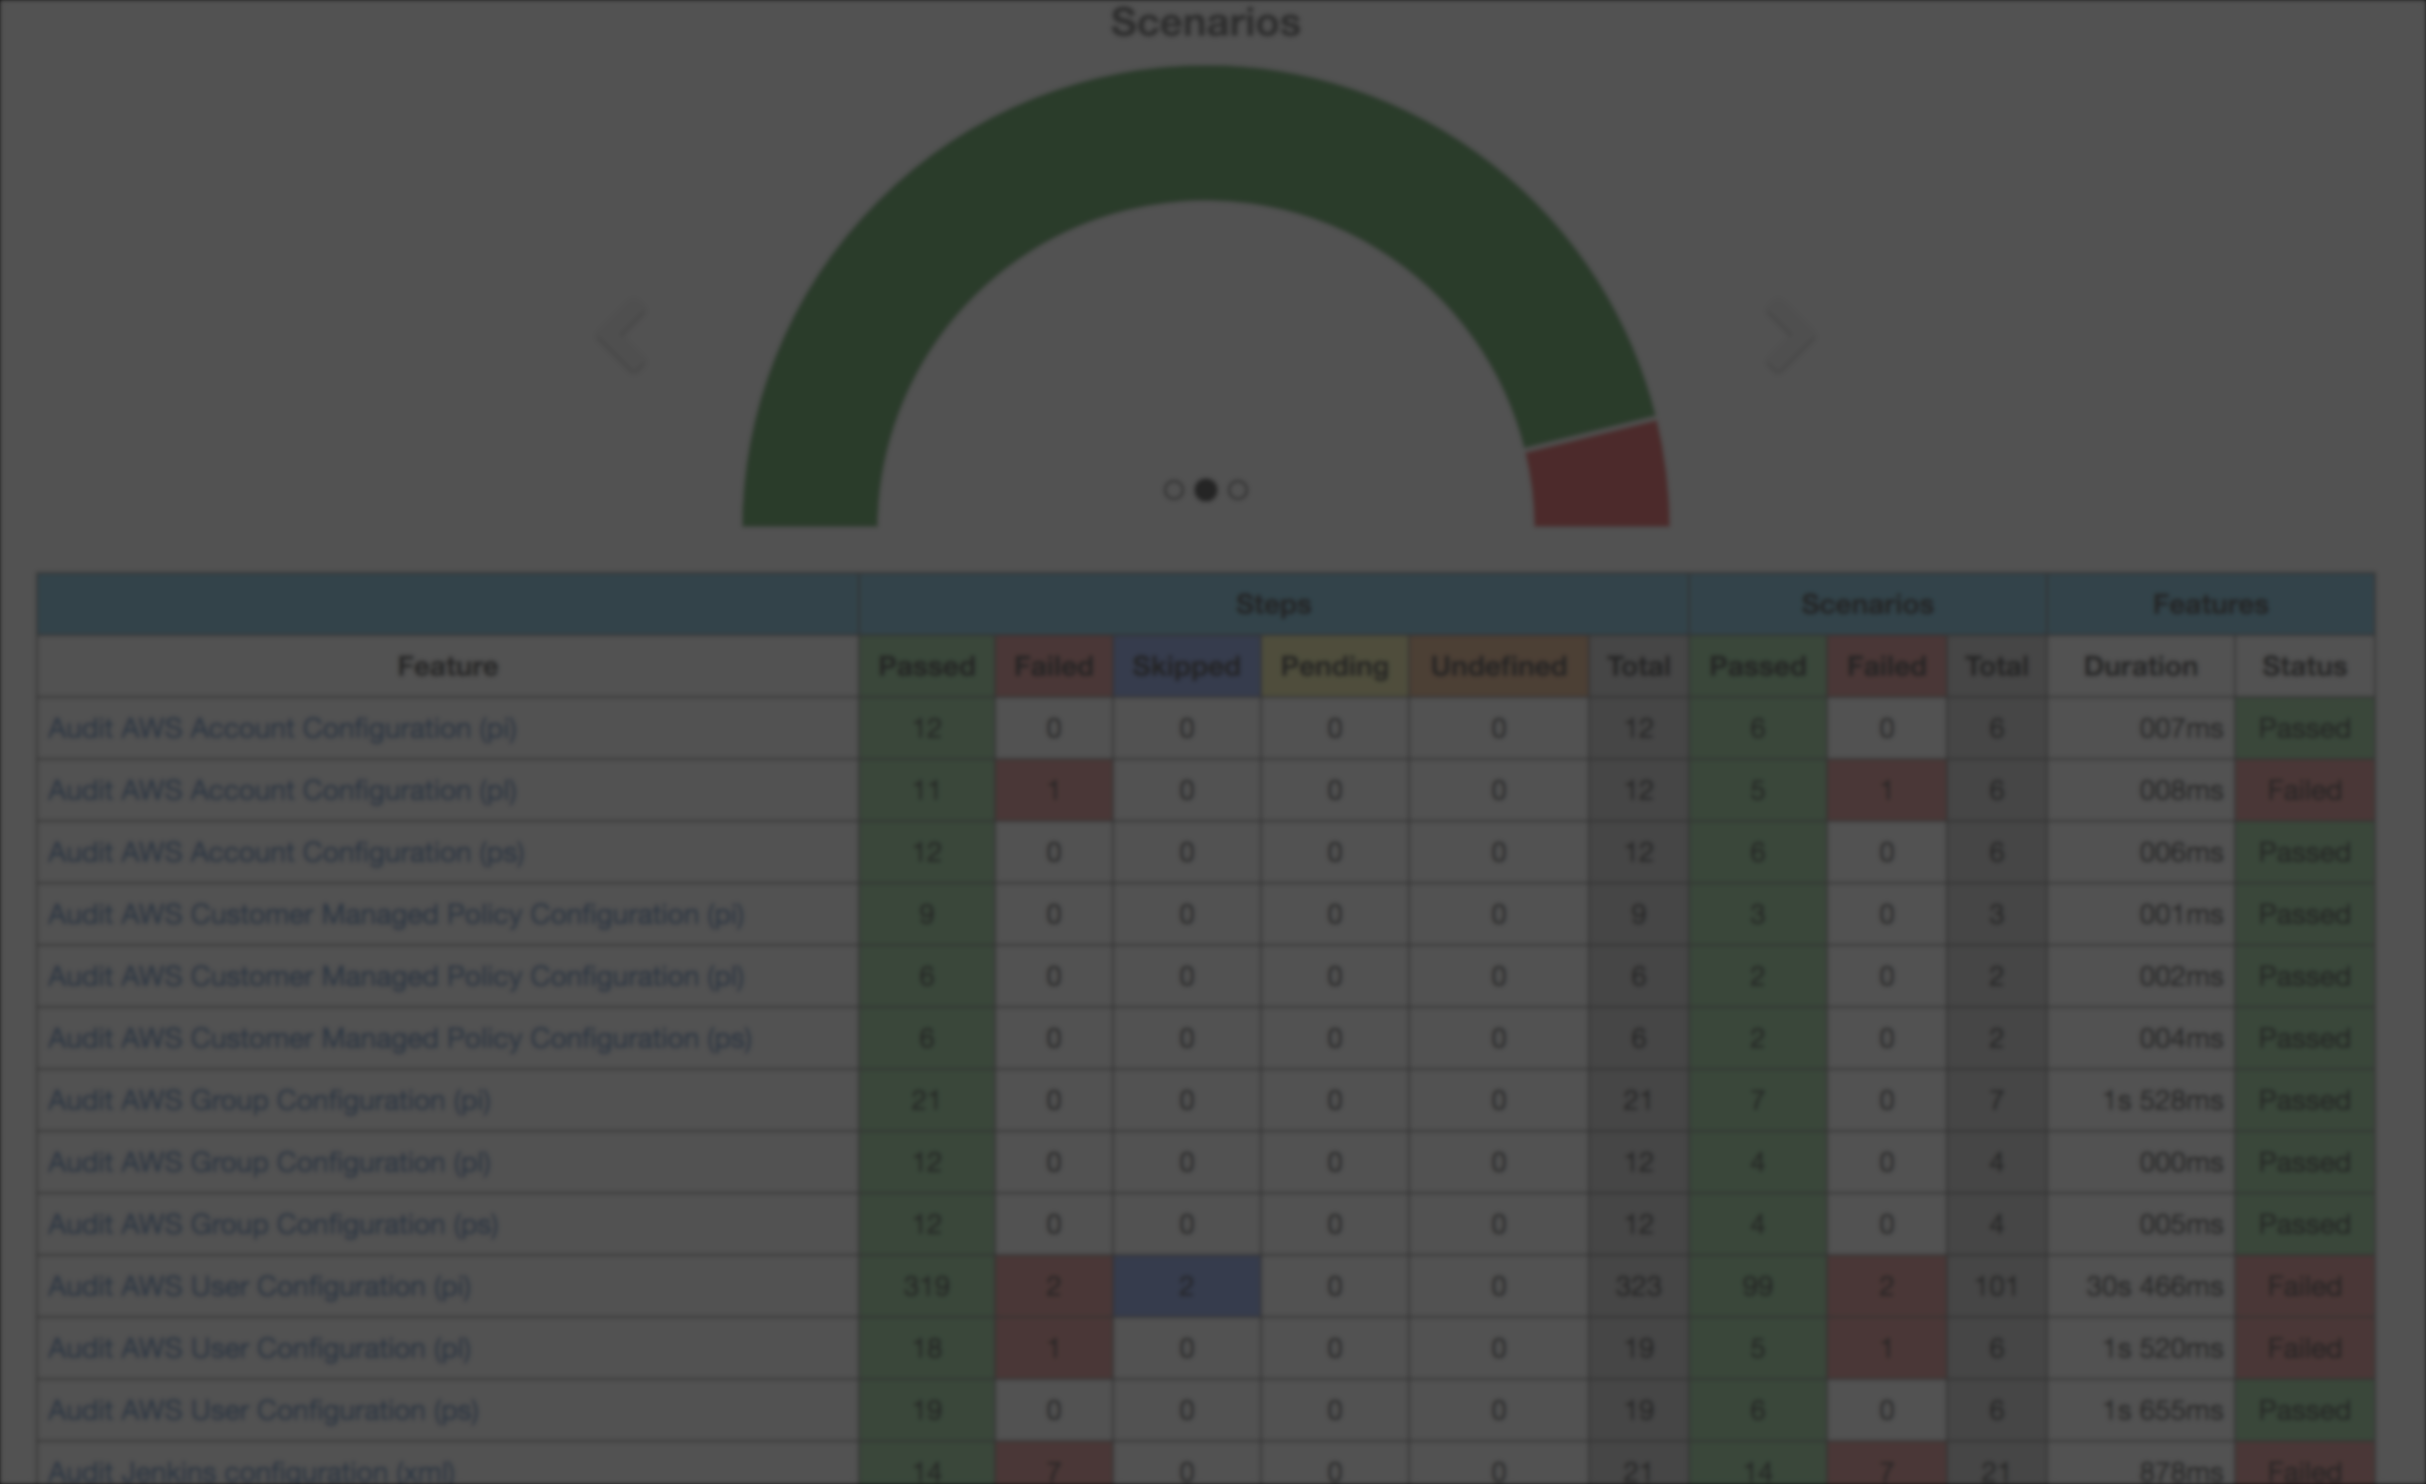 Scenarios
Steps Scenarios Features
Feature Passed Failed Skipped Pending Undefined Total Passed Failed Total Duration Status
Audit AWS Account Configuration (pi) 12 0 0 0 0 12 6 0 6 007ms Passed
Audit AWS Account Configuration (pl) 11 1 0 0 0 12 5 1 6 008ms Failed
Audit AWS Account Configuration (ps) 12 0 0 0 0 12 6 0 6 006ms Passed
Audit AWS Customer Managed Policy Configuration (pi) 9 0 0 0 0 9 3 0 3 001ms Passed
Audit AWS Customer Managed Policy Configuration (pl) 6 0 0 0 0 6 2 0 2 002ms Passed
Audit AWS Customer Managed Policy Configuration (ps) 6 0 0 0 0 6 2 0 2 004ms Passed
Audit AWS Group Configuration (pi) 21 0 0 0 0 21 7 0 7 1s 528ms Passed
Audit AWS Group Configuration (pl) 12 0 0 0 0 12 4 0 4 000ms Passed
Audit AWS Group Configuration (ps) 12 0 0 0 0 12 4 0 4 005ms Passed
Audit AWS User Configuration (pi) 319 2 2 0 0 323 99 2 101 30s 466ms Failed
Audit AWS User Configuration (pl) 18 1 0 0 0 19 5 1 6 1s 520ms Failed
Audit AWS User Configuration (ps) 19 0 0 0 0 19 6 0 6 1s 655ms Passed
Audit Jenkins configuration (xml) 14 7 0 0 0 21 14 7 21 878ms Failed